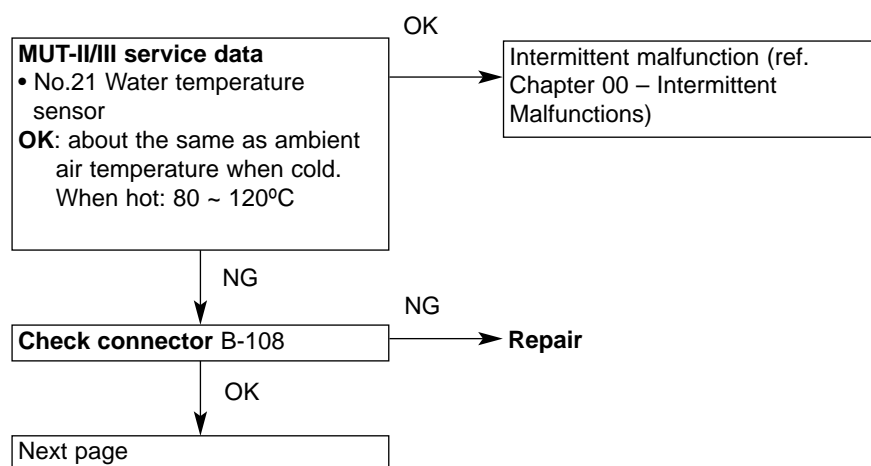 OK
MUT-II/III service data
• No.21 Water temperature
sensor
OK: about the same as ambient
air temperature when cold.
When hot: 80 ~ 120ºC
Intermittent malfunction (ref.
Chapter 00 – Intermittent
Malfunctions)
NG
Check connector B-108
NG
Repair
OK
Next page